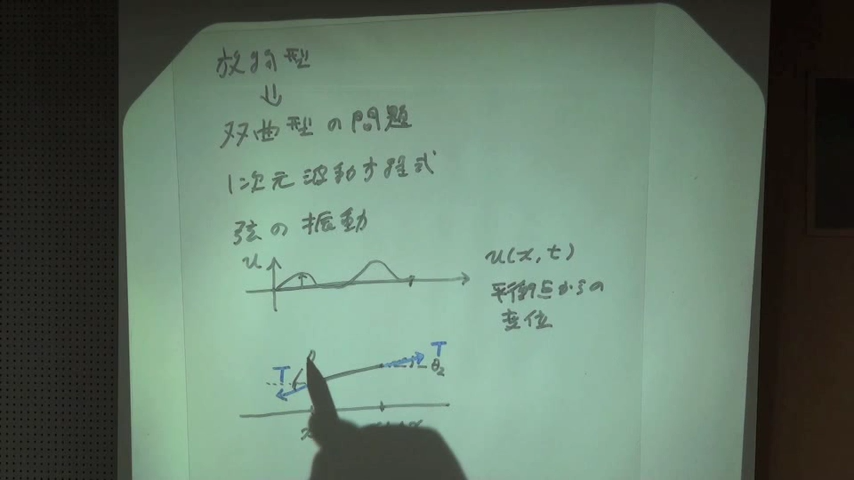 放物型
⇓
双曲型の問題
1次元波動方程式
弦の振動
u
u(x,t)
平衡点からの
変位
T
T
θ₂